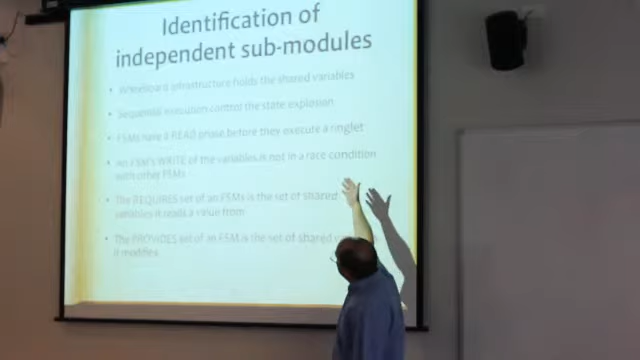 Identification of
independent sub-modules
• Whiteboard infrastructure holds the shared variables
• Sequential execution control the state explosion
• FSMs have a READ phase before they execute a ringlet
• An FSM's WRITE of the variables is not in a race condition
with other FSMs
• The REQUIRES set of an FSMs is the set of shared
variables it reads a value from
• The PROVIDES set of an FSM is the set of shared
it modifies